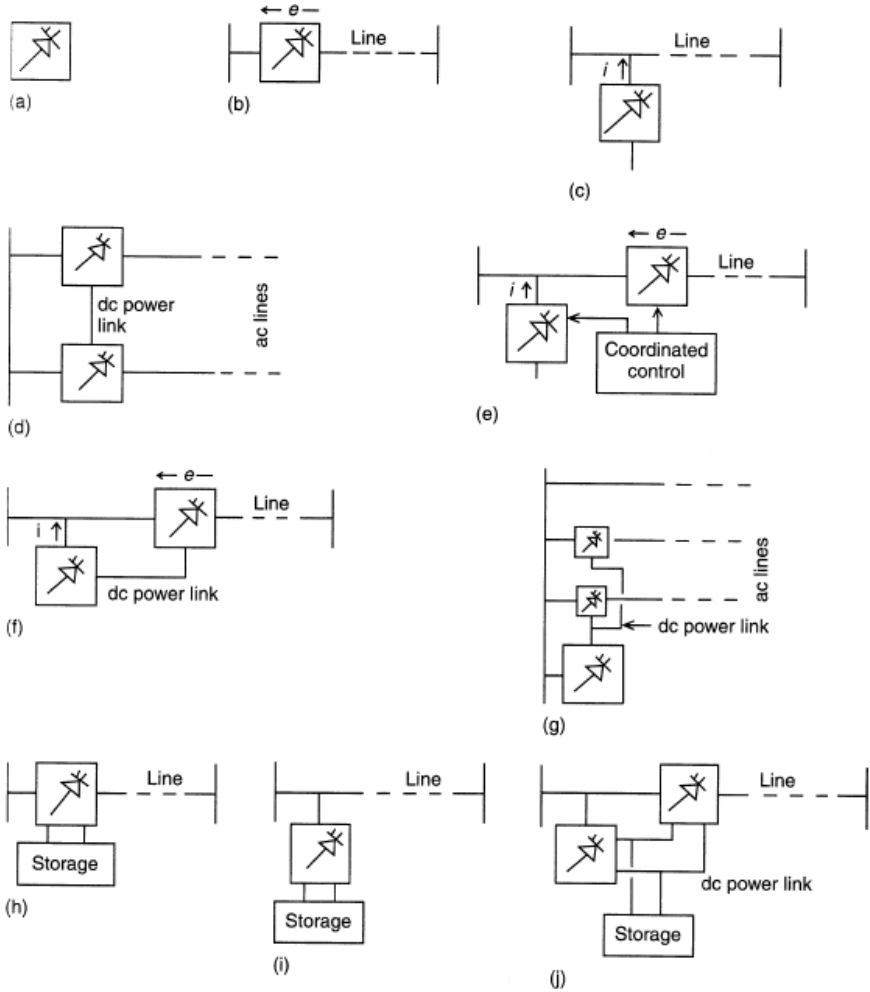 (a)
← e —
Line
(b)
Line
i ↑
(c)
dc power
link
ac lines
(d)
← e —
Line
i ↑
Coordinated
control
(e)
← e —
Line
i ↑
dc power link
(f)
ac lines
dc power link
(g)
Line
Storage
(h)
Line
Storage
(i)
Line
dc power link
Storage
(j)